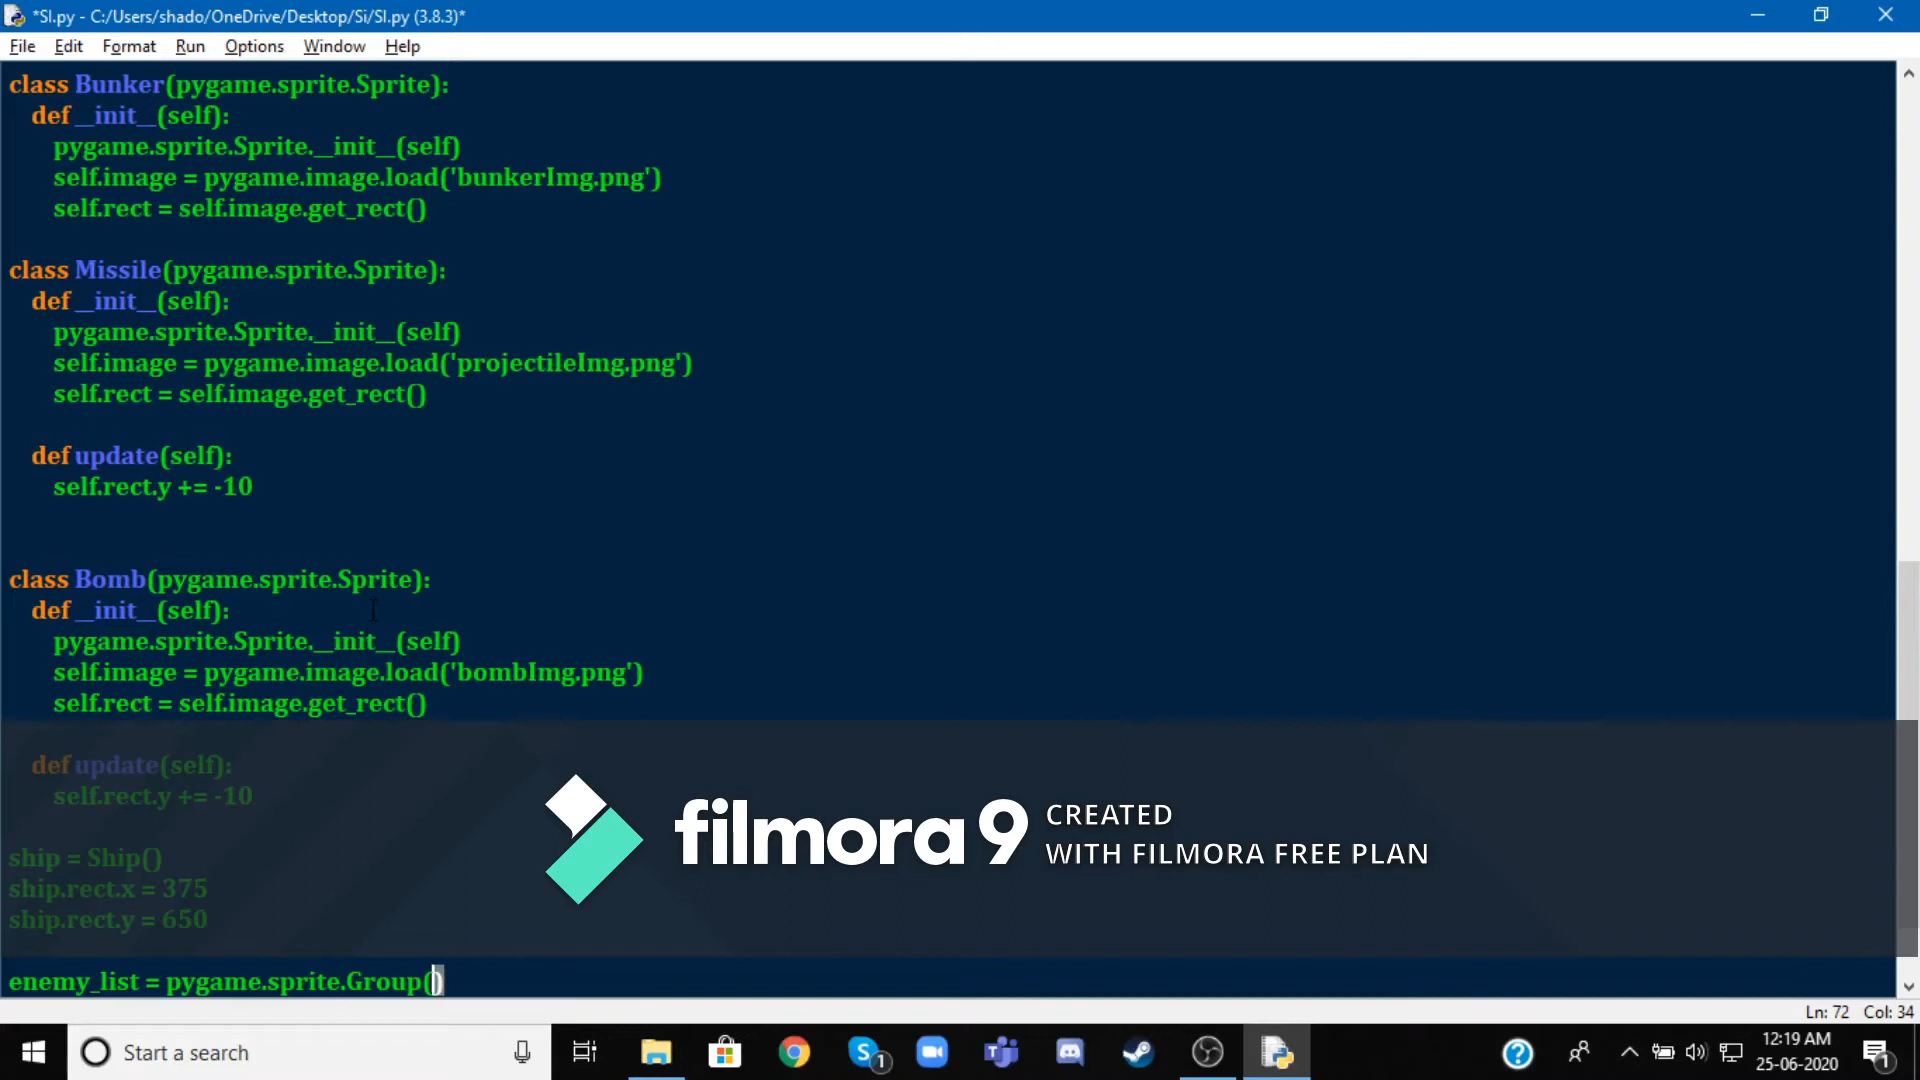 *SI.py - C:/Users/shado/OneDrive/Desktop/Si/SI.py (3.8.3)*
File Edit Format Run Options Window Help
class Bunker(pygame.sprite.Sprite):
def __init__(self):
pygame.sprite.Sprite.__init__(self)
self.image = pygame.image.load('bunkerImg.png')
self.rect = self.image.get_rect()
class Missile(pygame.sprite.Sprite):
def __init__(self):
pygame.sprite.Sprite.__init__(self)
self.image = pygame.image.load('projectileImg.png')
self.rect = self.image.get_rect()
def update(self):
self.rect.y += -10
class Bomb(pygame.sprite.Sprite):
def __init__(self):
pygame.sprite.Sprite.__init__(self)
self.image = pygame.image.load('bombImg.png')
self.rect = self.image.get_rect()
def update(self):
self.rect.y += -10
ship = Ship()
ship.rect.x = 375
ship.rect.y = 650
enemy_list = pygame.sprite.Group()
filmora9 CREATED
WITH FILMORA FREE PLAN
Ln: 72 Col: 34
Start a search
1
12:19 AM
25-06-2020
1